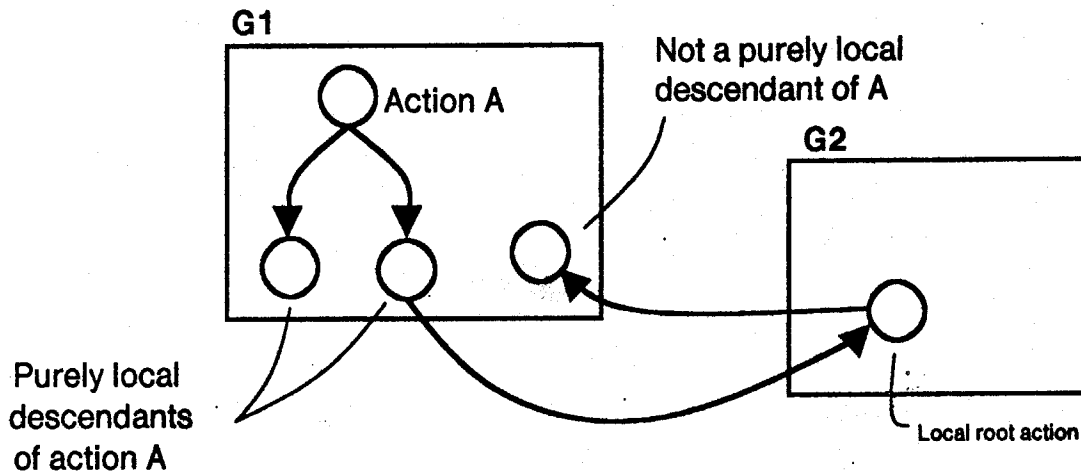 G1
Action A
Not a purely local
descendant of A
G2
Purely local
descendants
of action A
Local root action